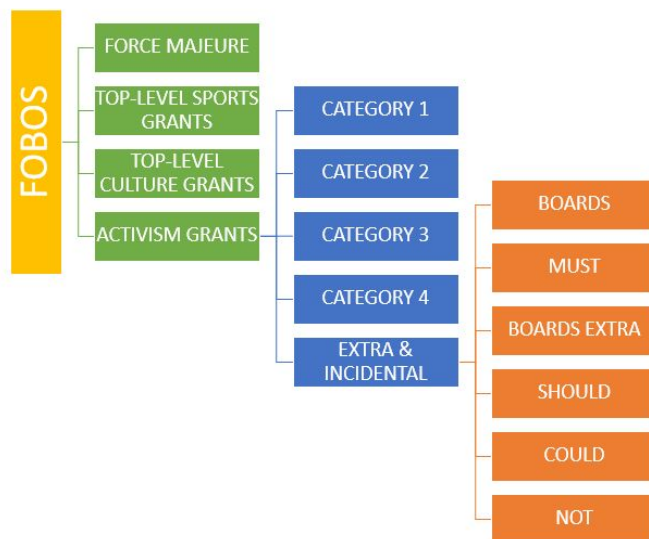 FOBOS
FORCE MAJEURE
TOP-LEVEL SPORTS
GRANTS
TOP-LEVEL
CULTURE GRANTS
ACTIVISM GRANTS
CATEGORY 1
CATEGORY 2
CATEGORY 3
CATEGORY 4
EXTRA &
INCIDENTAL
BOARDS
MUST
BOARDS EXTRA
SHOULD
COULD
NOT